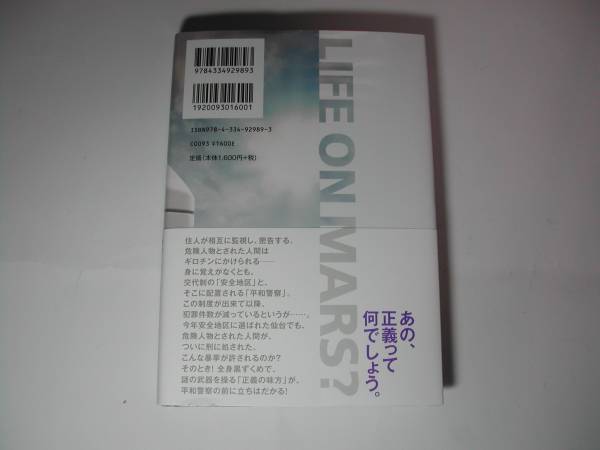 9784334929893
1920093016001
ISBN978-4-334-92989-3
C0093 ¥1600E
定価(本体1,600円+税)
LIFE ON MARS?
住人が相互に監視し、密告する。
危険人物とされた人間は
ギロチンにかけられる──
身に覚えがなくとも。
交代制の「安全地区」と、
そこに配置される「平和警察」。
この制度が出来て以降、
犯罪件数が減っているというが……。
今年安全地区に選ばれた仙台でも、
危険人物とされた人間が、
ついに刑に処された。
こんな暴挙が許されるのか?
そのとき!全身黒ずくめで、
謎の武器を操る「正義の味方」が、
平和警察の前に立ちはだかる!
あの、
正義って
何でしょう。